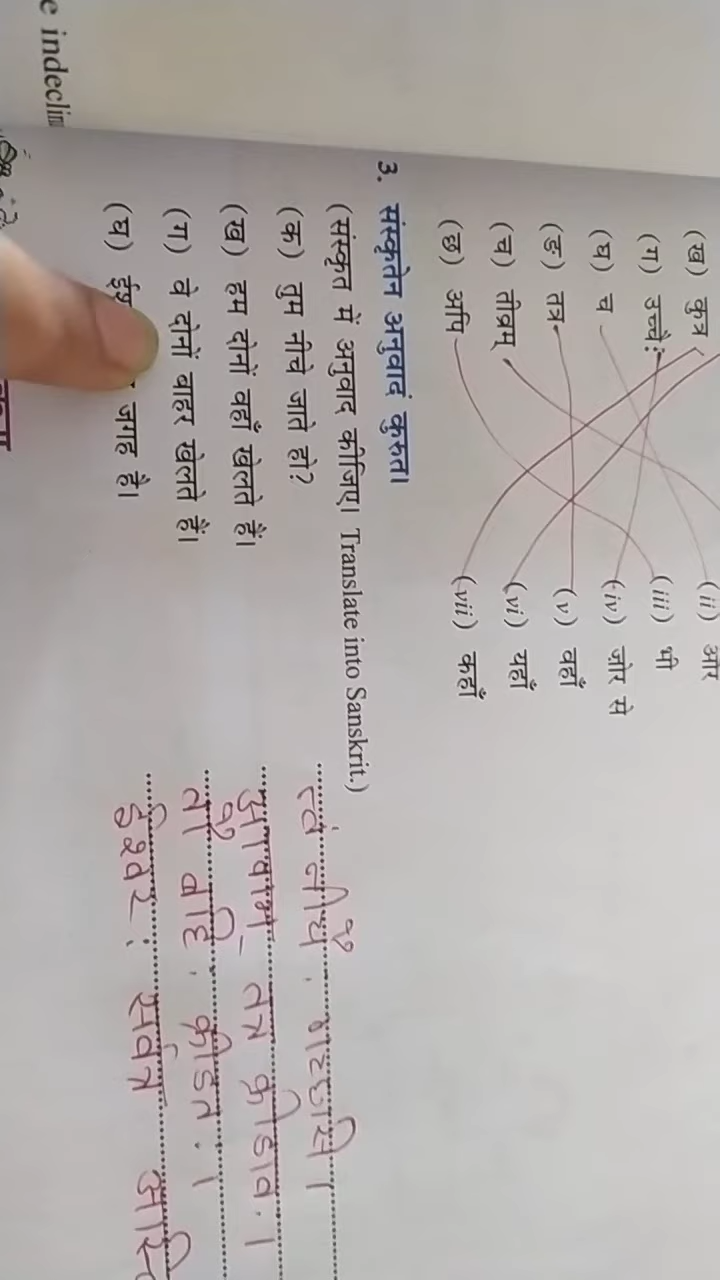 e indeclin
(ख) कुत्र
(ii) और
(ग) उच्चैः
(iii) भी
(घ) च
(iv) जोर से
(ङ) तत्र
(v) वहाँ
(च) तीव्रम्
(vi) यहाँ
(छ) अपि
(vii) कहाँ
3. संस्कृतेन अनुवादं कुरुत।
(संस्कृत में अनुवाद कीजिए। Translate into Sanskrit.)
(क) तुम नीचे जाते हो?
त्वं नीचैः गच्छसि।
(ख) हम दोनों वहाँ खेलते हैं।
आवाम् तत्र क्रीडावः।
(ग) वे दोनों बाहर खेलते हैं।
तौ बहिः क्रीडतः।
(घ) जगह है।
ईश्वरः सर्वत्र